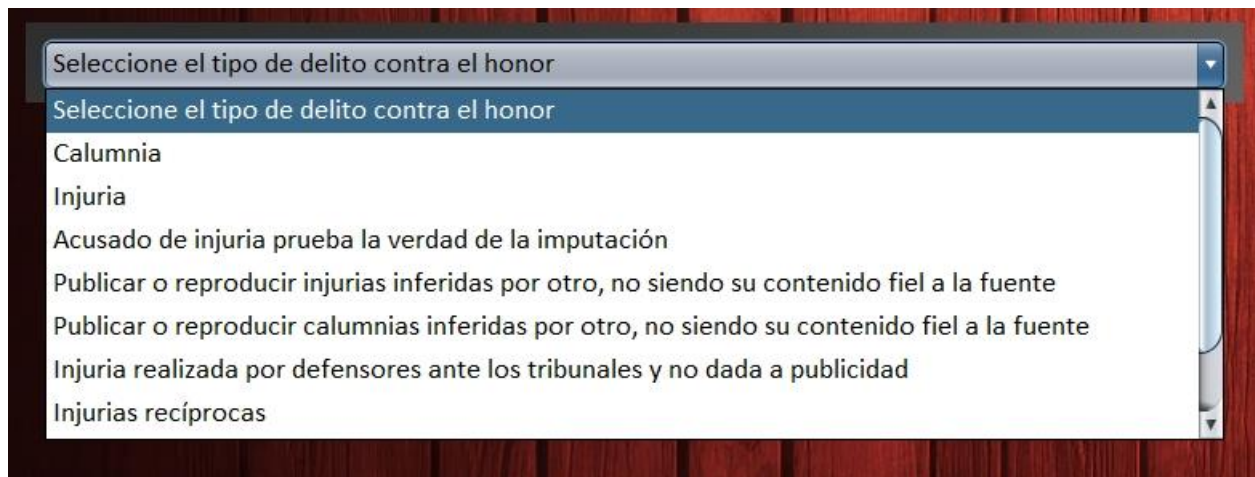 Seleccione el tipo de delito contra el honor
Seleccione el tipo de delito contra el honor
Calumnia
Injuria
Acusado de injuria prueba la verdad de la imputación
Publicar o reproducir injurias inferidas por otro, no siendo su contenido fiel a la fuente
Publicar o reproducir calumnias inferidas por otro, no siendo su contenido fiel a la fuente
Injuria realizada por defensores ante los tribunales y no dada a publicidad
Injurias recíprocas